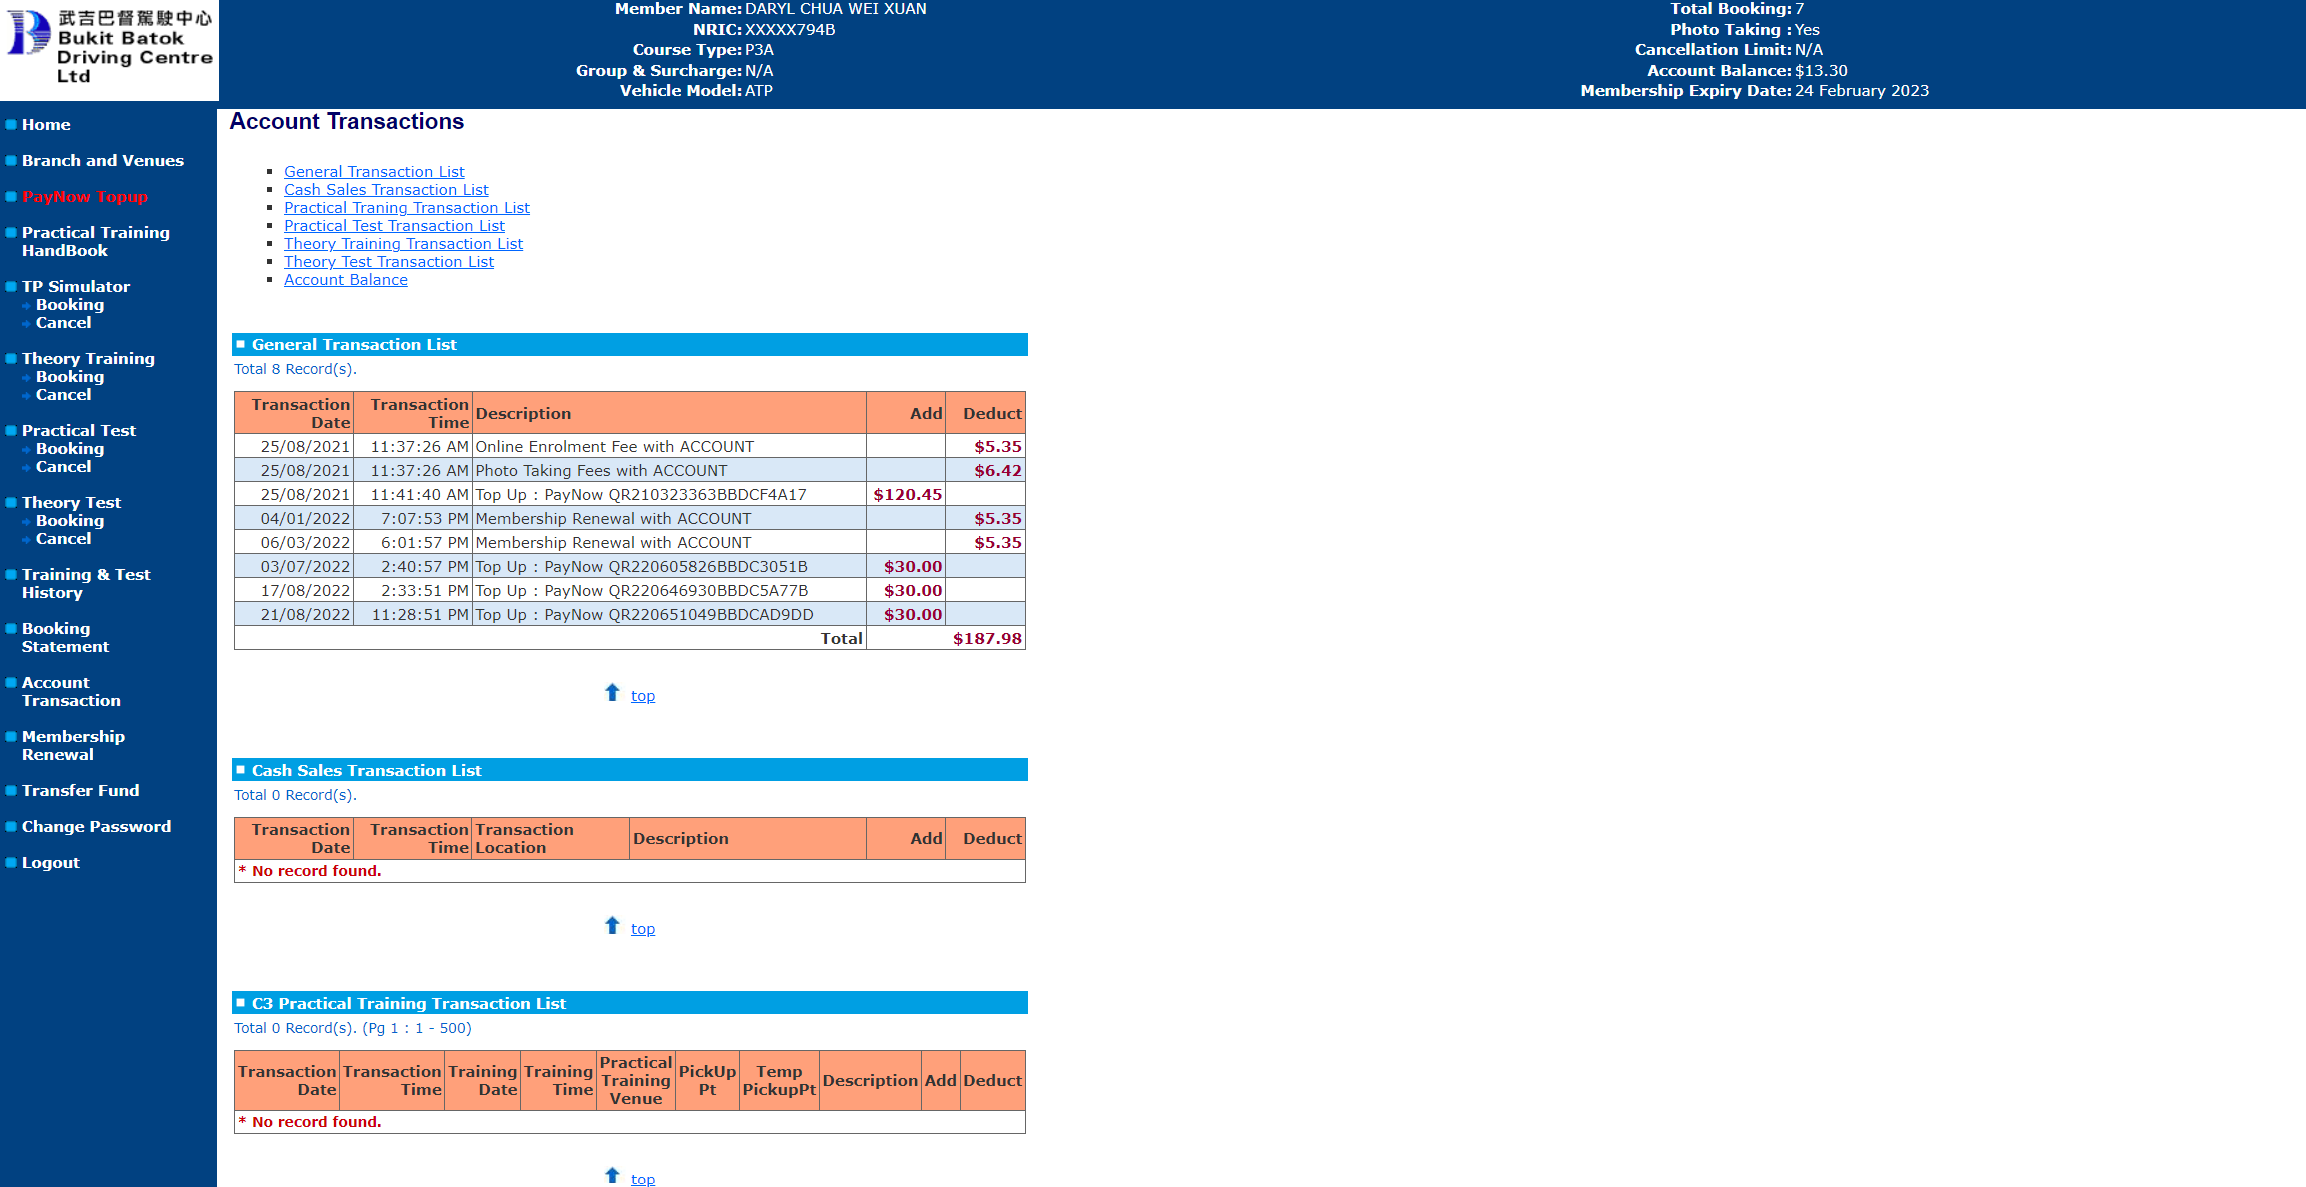 武吉巴督駕駛中心
Bukit Batok
Driving Centre
Ltd
Member Name: DARYL CHUA WEI XUAN
NRIC: XXXXX794B
Course Type: P3A
Group & Surcharge: N/A
Vehicle Model: ATP
Total Booking: 7
Photo Taking : Yes
Cancellation Limit: N/A
Account Balance: $13.30
Membership Expiry Date: 24 February 2023
Home
Branch and Venues
PayNow Topup
Practical Training
HandBook
TP Simulator
Booking
Cancel
Theory Training
Booking
Cancel
Practical Test
Booking
Cancel
Theory Test
Booking
Cancel
Training & Test
History
Booking
Statement
Account
Transaction
Membership
Renewal
Transfer Fund
Change Password
Logout
Account Transactions
General Transaction List
Cash Sales Transaction List
Practical Traning Transaction List
Practical Test Transaction List
Theory Training Transaction List
Theory Test Transaction List
Account Balance
General Transaction List
Total 8 Record(s).
Transaction Date Transaction Time Description Add Deduct
25/08/2021 11:37:26 AM Online Enrolment Fee with ACCOUNT $5.35
25/08/2021 11:37:26 AM Photo Taking Fees with ACCOUNT $6.42
25/08/2021 11:41:40 AM Top Up : PayNow QR210323363BBDCF4A17 $120.45
04/01/2022 7:07:53 PM Membership Renewal with ACCOUNT $5.35
06/03/2022 6:01:57 PM Membership Renewal with ACCOUNT $5.35
03/07/2022 2:40:57 PM Top Up : PayNow QR220605826BBDC3051B $30.00
17/08/2022 2:33:51 PM Top Up : PayNow QR220646930BBDC5A77B $30.00
21/08/2022 11:28:51 PM Top Up : PayNow QR220651049BBDCAD9DD $30.00
Total $187.98
top
Cash Sales Transaction List
Total 0 Record(s).
Transaction Date Transaction Time Transaction Location Description Add Deduct
* No record found.
top
C3 Practical Training Transaction List
Total 0 Record(s). (Pg 1 : 1 - 500)
Transaction Date Transaction Time Training Date Training Time Practical Training Venue PickUp Pt Temp PickupPt Description Add Deduct
* No record found.
top